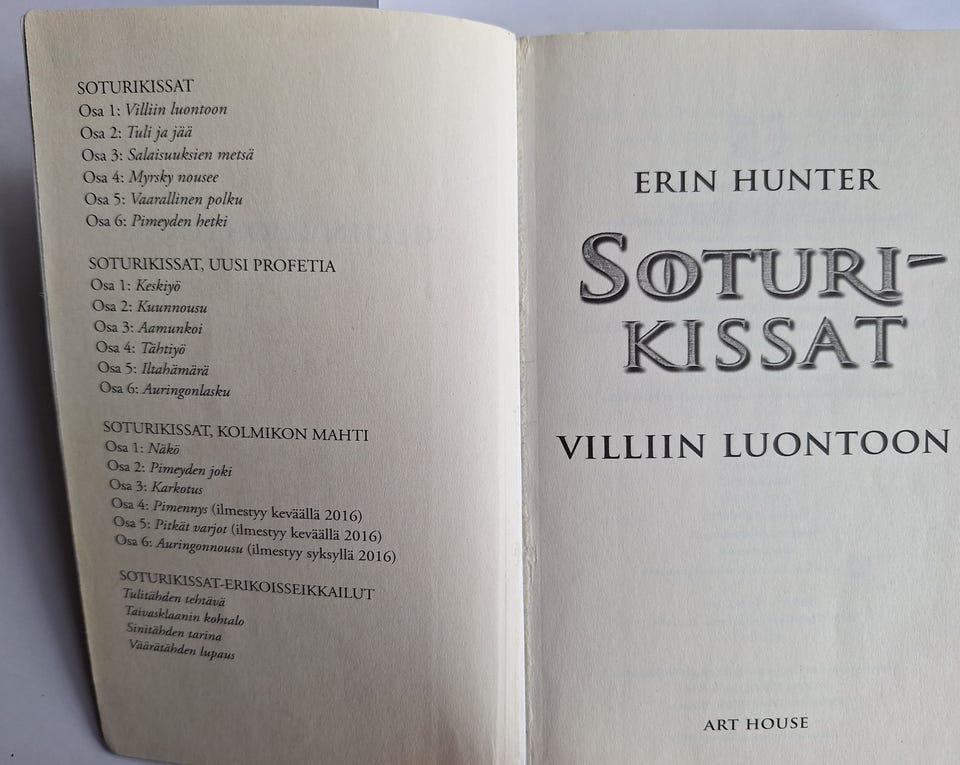 SOTURIKISSAT
Osa 1: Villiin luontoon
Osa 2: Tuli ja jää
Osa 3: Salaisuuksien metsä
Osa 4: Myrsky nousee
Osa 5: Vaarallinen polku
Osa 6: Pimeyden hetki
SOTURIKISSAT, UUSI PROFETIA
Osa 1: Keskiyö
Osa 2: Kuunnousu
Osa 3: Aamunkoi
Osa 4: Tähtiyö
Osa 5: Iltahämärä
Osa 6: Auringonlasku
SOTURIKISSAT, KOLMIKON MAHTI
Osa 1: Näkö
Osa 2: Pimeyden joki
Osa 3: Karkotus
Osa 4: Pimennys (ilmestyy keväällä 2016)
Osa 5: Pitkät varjot (ilmestyy keväällä 2016)
Osa 6: Auringonnousu (ilmestyy syksyllä 2016)
SOTURIKISSAT-ERIKOISSEIKKAILUT
Tulitähden tehtävä
Taivasklaanin kohtalo
Sinitähden tarina
Väärätähden lupaus
ERIN HUNTER
SOTURI-
KISSAT
VILLIIN LUONTOON
ART HOUSE